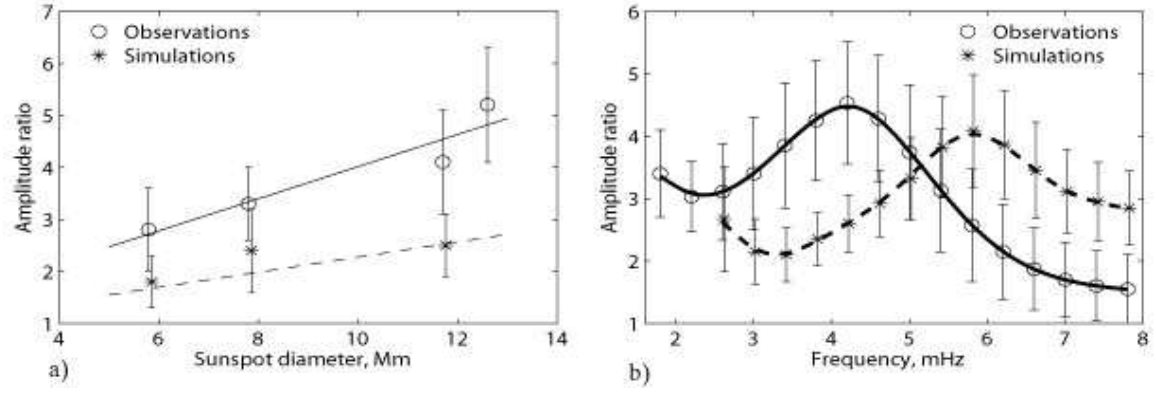 7
6
5
4
3
2
1
Amplitude ratio
Observations
Simulations
4 6 8 10 12 14
Sunspot diameter, Mm
a)
6
5
4
3
2
1
Amplitude ratio
Observations
Simulations
2 3 4 5 6 7 8
Frequency, mHz
b)